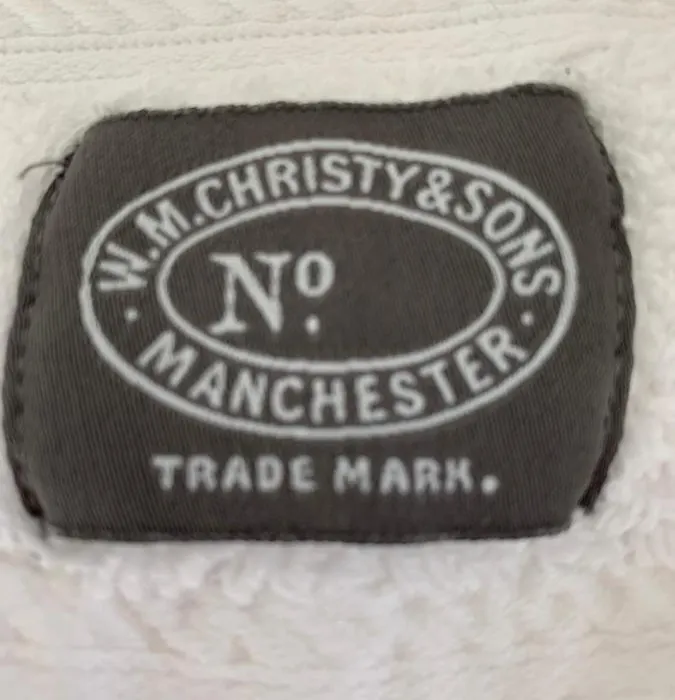 W.M.CHRISTY&SONS
Nº.
· MANCHESTER ·
TRADE MARK.